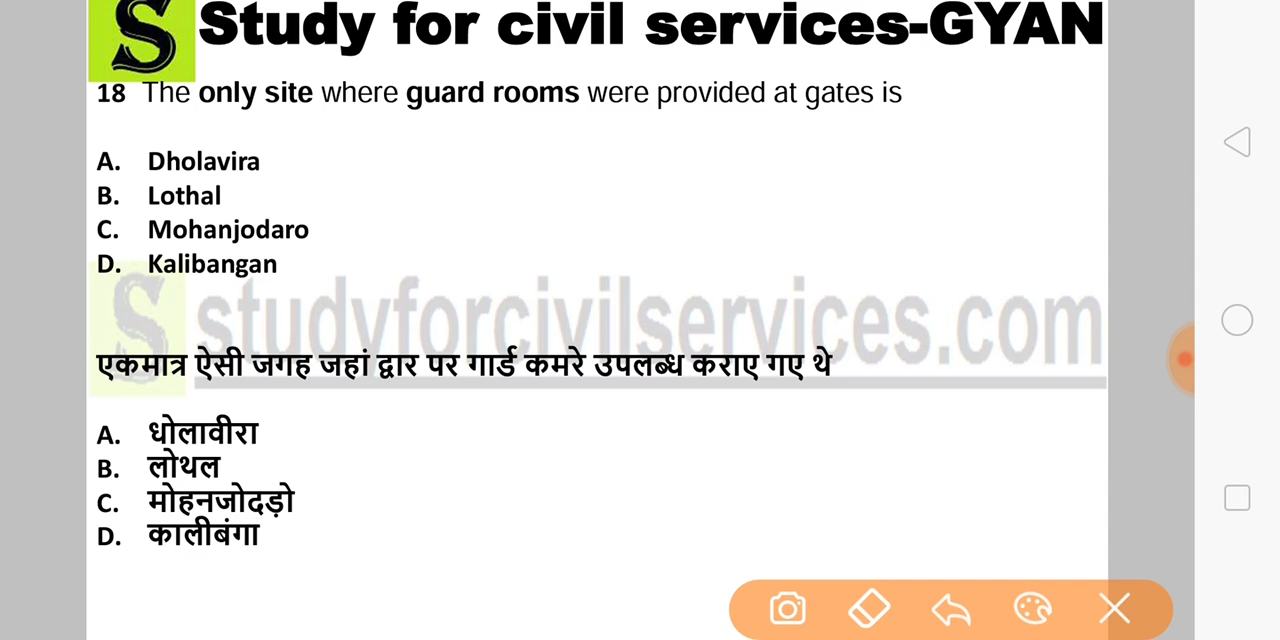 S Study for civil services-GYAN
18 The only site where guard rooms were provided at gates is
A. Dholavira
B. Lothal
C. Mohanjodaro
D. Kalibangan
S studyforcivilservices.com
एकमात्र ऐसी जगह जहां द्वार पर गार्ड कमरे उपलब्ध कराए गए थे
A. धोलावीरा
B. लोथल
C. मोहनजोदड़ो
D. कालीबंगा